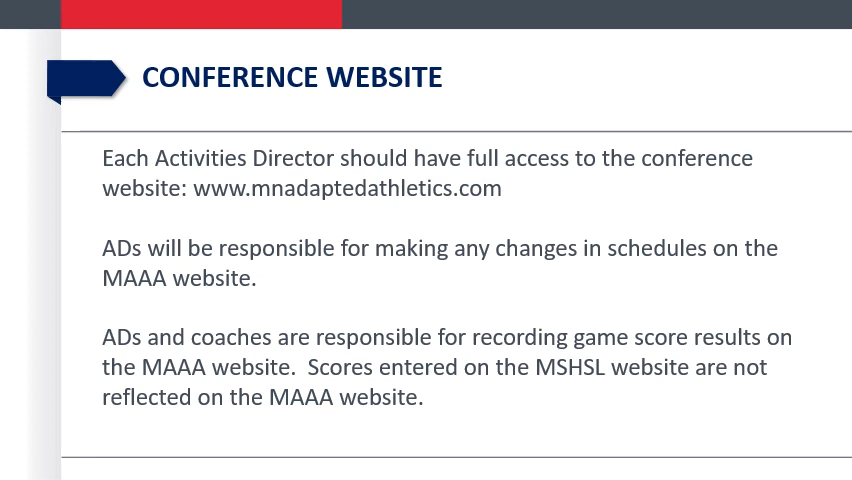 CONFERENCE WEBSITE
Each Activities Director should have full access to the conference
website: www.mnadaptedathletics.com
ADs will be responsible for making any changes in schedules on the
MAAA website.
ADs and coaches are responsible for recording game score results on
the MAAA website.  Scores entered on the MSHSL website are not
reflected on the MAAA website.